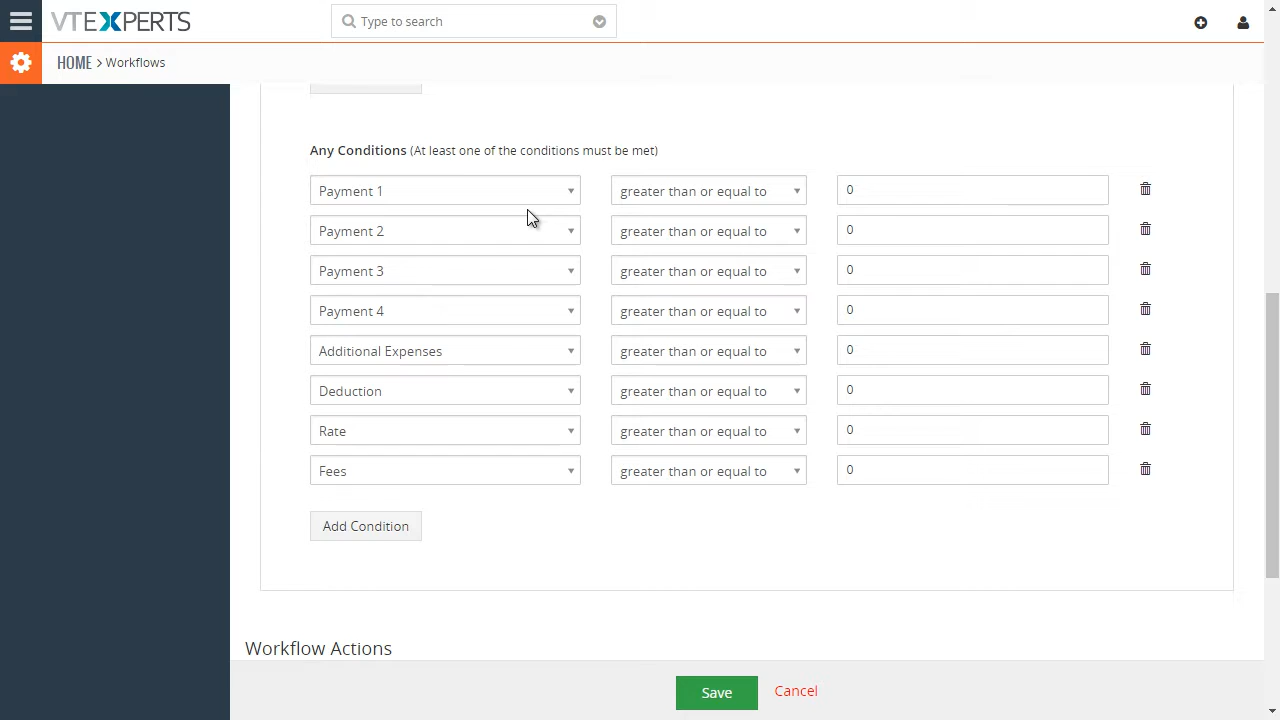 VTEXPERTS
Type to search
HOME > Workflows
Any Conditions (At least one of the conditions must be met)
Payment 1 greater than or equal to 0
Payment 2 greater than or equal to 0
Payment 3 greater than or equal to 0
Payment 4 greater than or equal to 0
Additional Expenses greater than or equal to 0
Deduction greater than or equal to 0
Rate greater than or equal to 0
Fees greater than or equal to 0
Add Condition
Workflow Actions
Save Cancel